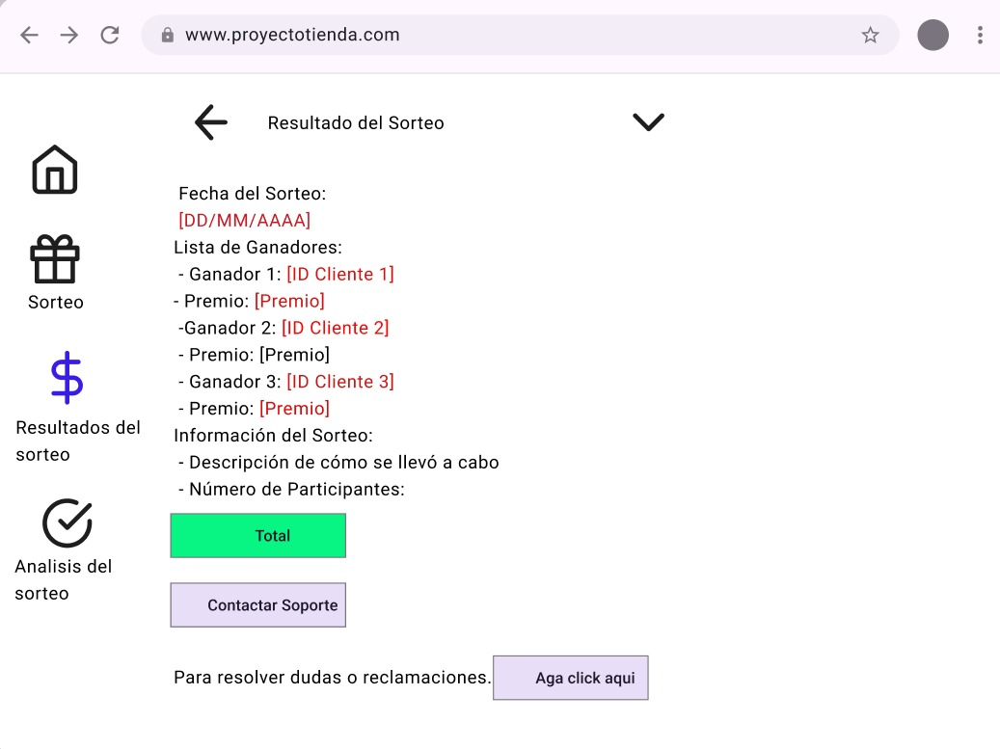 www.proyectotienda.com
Resultado del Sorteo
Fecha del Sorteo:
[DD/MM/AAAA]
Lista de Ganadores:
- Ganador 1: [ID Cliente 1]
- Premio: [Premio]
-Ganador 2: [ID Cliente 2]
- Premio: [Premio]
- Ganador 3: [ID Cliente 3]
- Premio: [Premio]
Información del Sorteo:
- Descripción de cómo se llevó a cabo
- Número de Participantes:
Total
Contactar Soporte
Para resolver dudas o reclamaciones. Aga click aqui
Sorteo
Resultados del
sorteo
Analisis del
sorteo